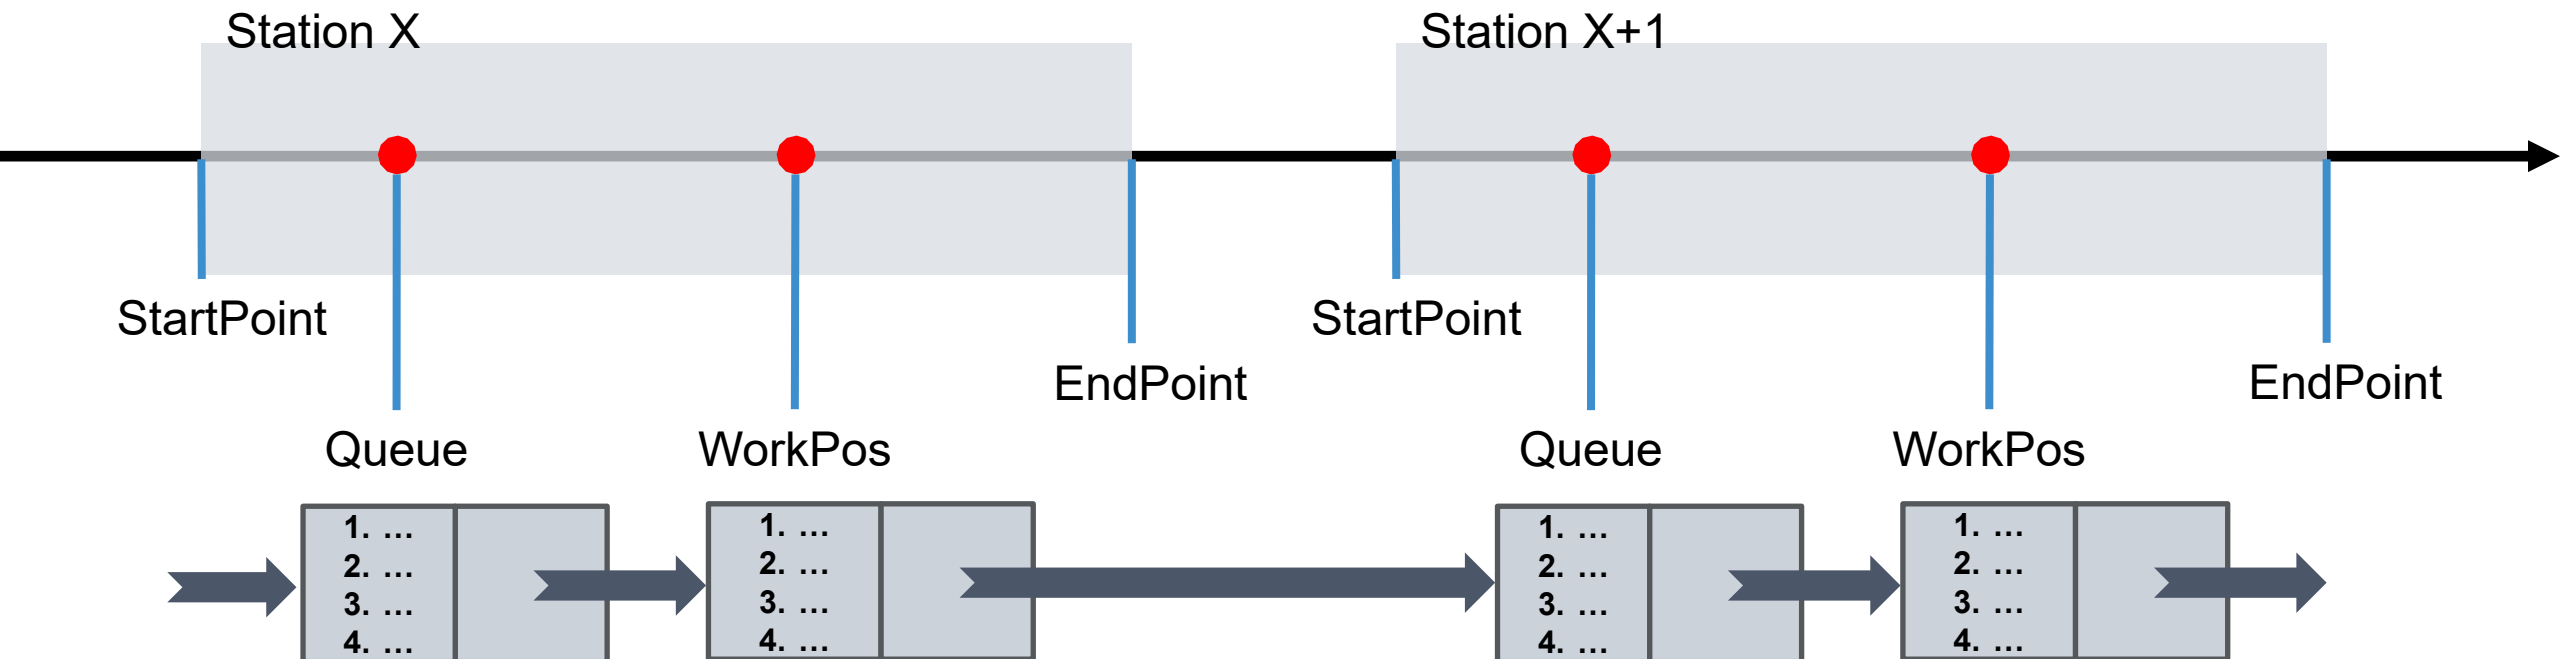 Station X
Station X+1
StartPoint
StartPoint
EndPoint
EndPoint
Queue
WorkPos
Queue
WorkPos
1. ...
2. ...
3. ...
4. ...
1. ...
2. ...
3. ...
4. ...
1. ...
2. ...
3. ...
4. ...
1. ...
2. ...
3. ...
4. ...